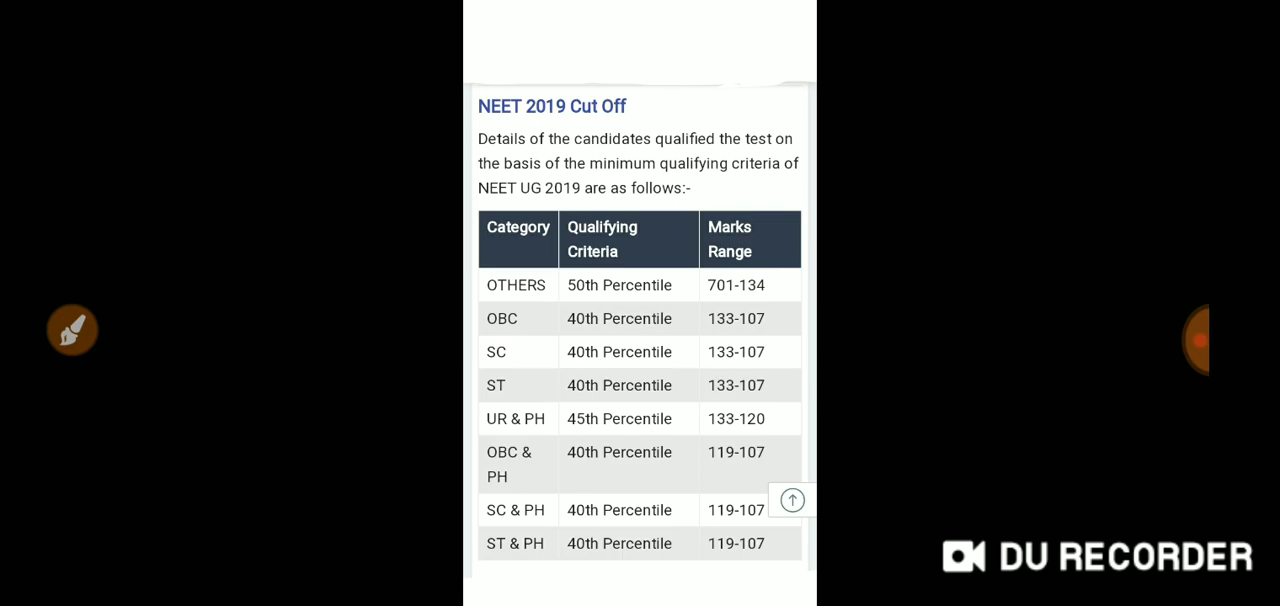 NEET 2019 Cut Off
Details of the candidates qualified the test on
the basis of the minimum qualifying criteria of
NEET UG 2019 are as follows:-
Category Qualifying Criteria Marks Range
OTHERS 50th Percentile 701-134
OBC 40th Percentile 133-107
SC 40th Percentile 133-107
ST 40th Percentile 133-107
UR & PH 45th Percentile 133-120
OBC & PH 40th Percentile 119-107
SC & PH 40th Percentile 119-107
ST & PH 40th Percentile 119-107
DU RECORDER